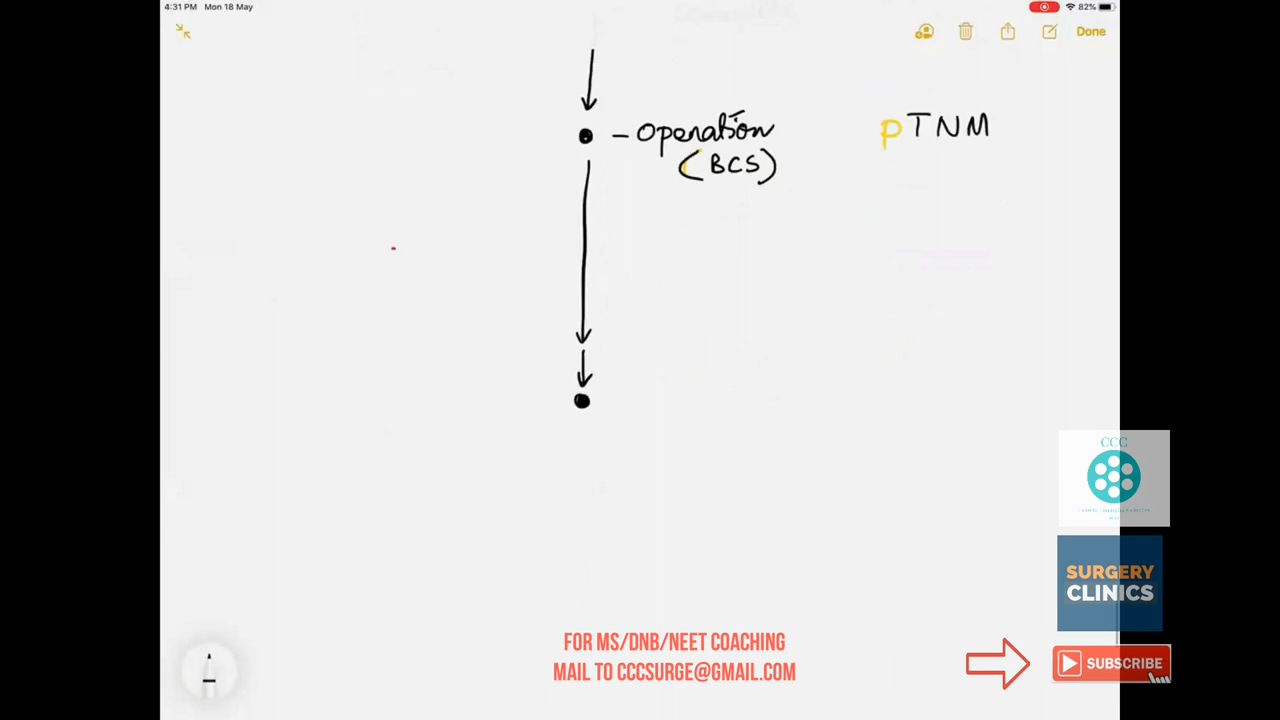 4:31 PM Mon 18 May
82%
Done
– Operation
(BCS)
pTNM
CCC
SURGERY
CLINICS
FOR MS/DNB/NEET COACHING
MAIL TO CCCSURGE@GMAIL.COM
SUBSCRIBE